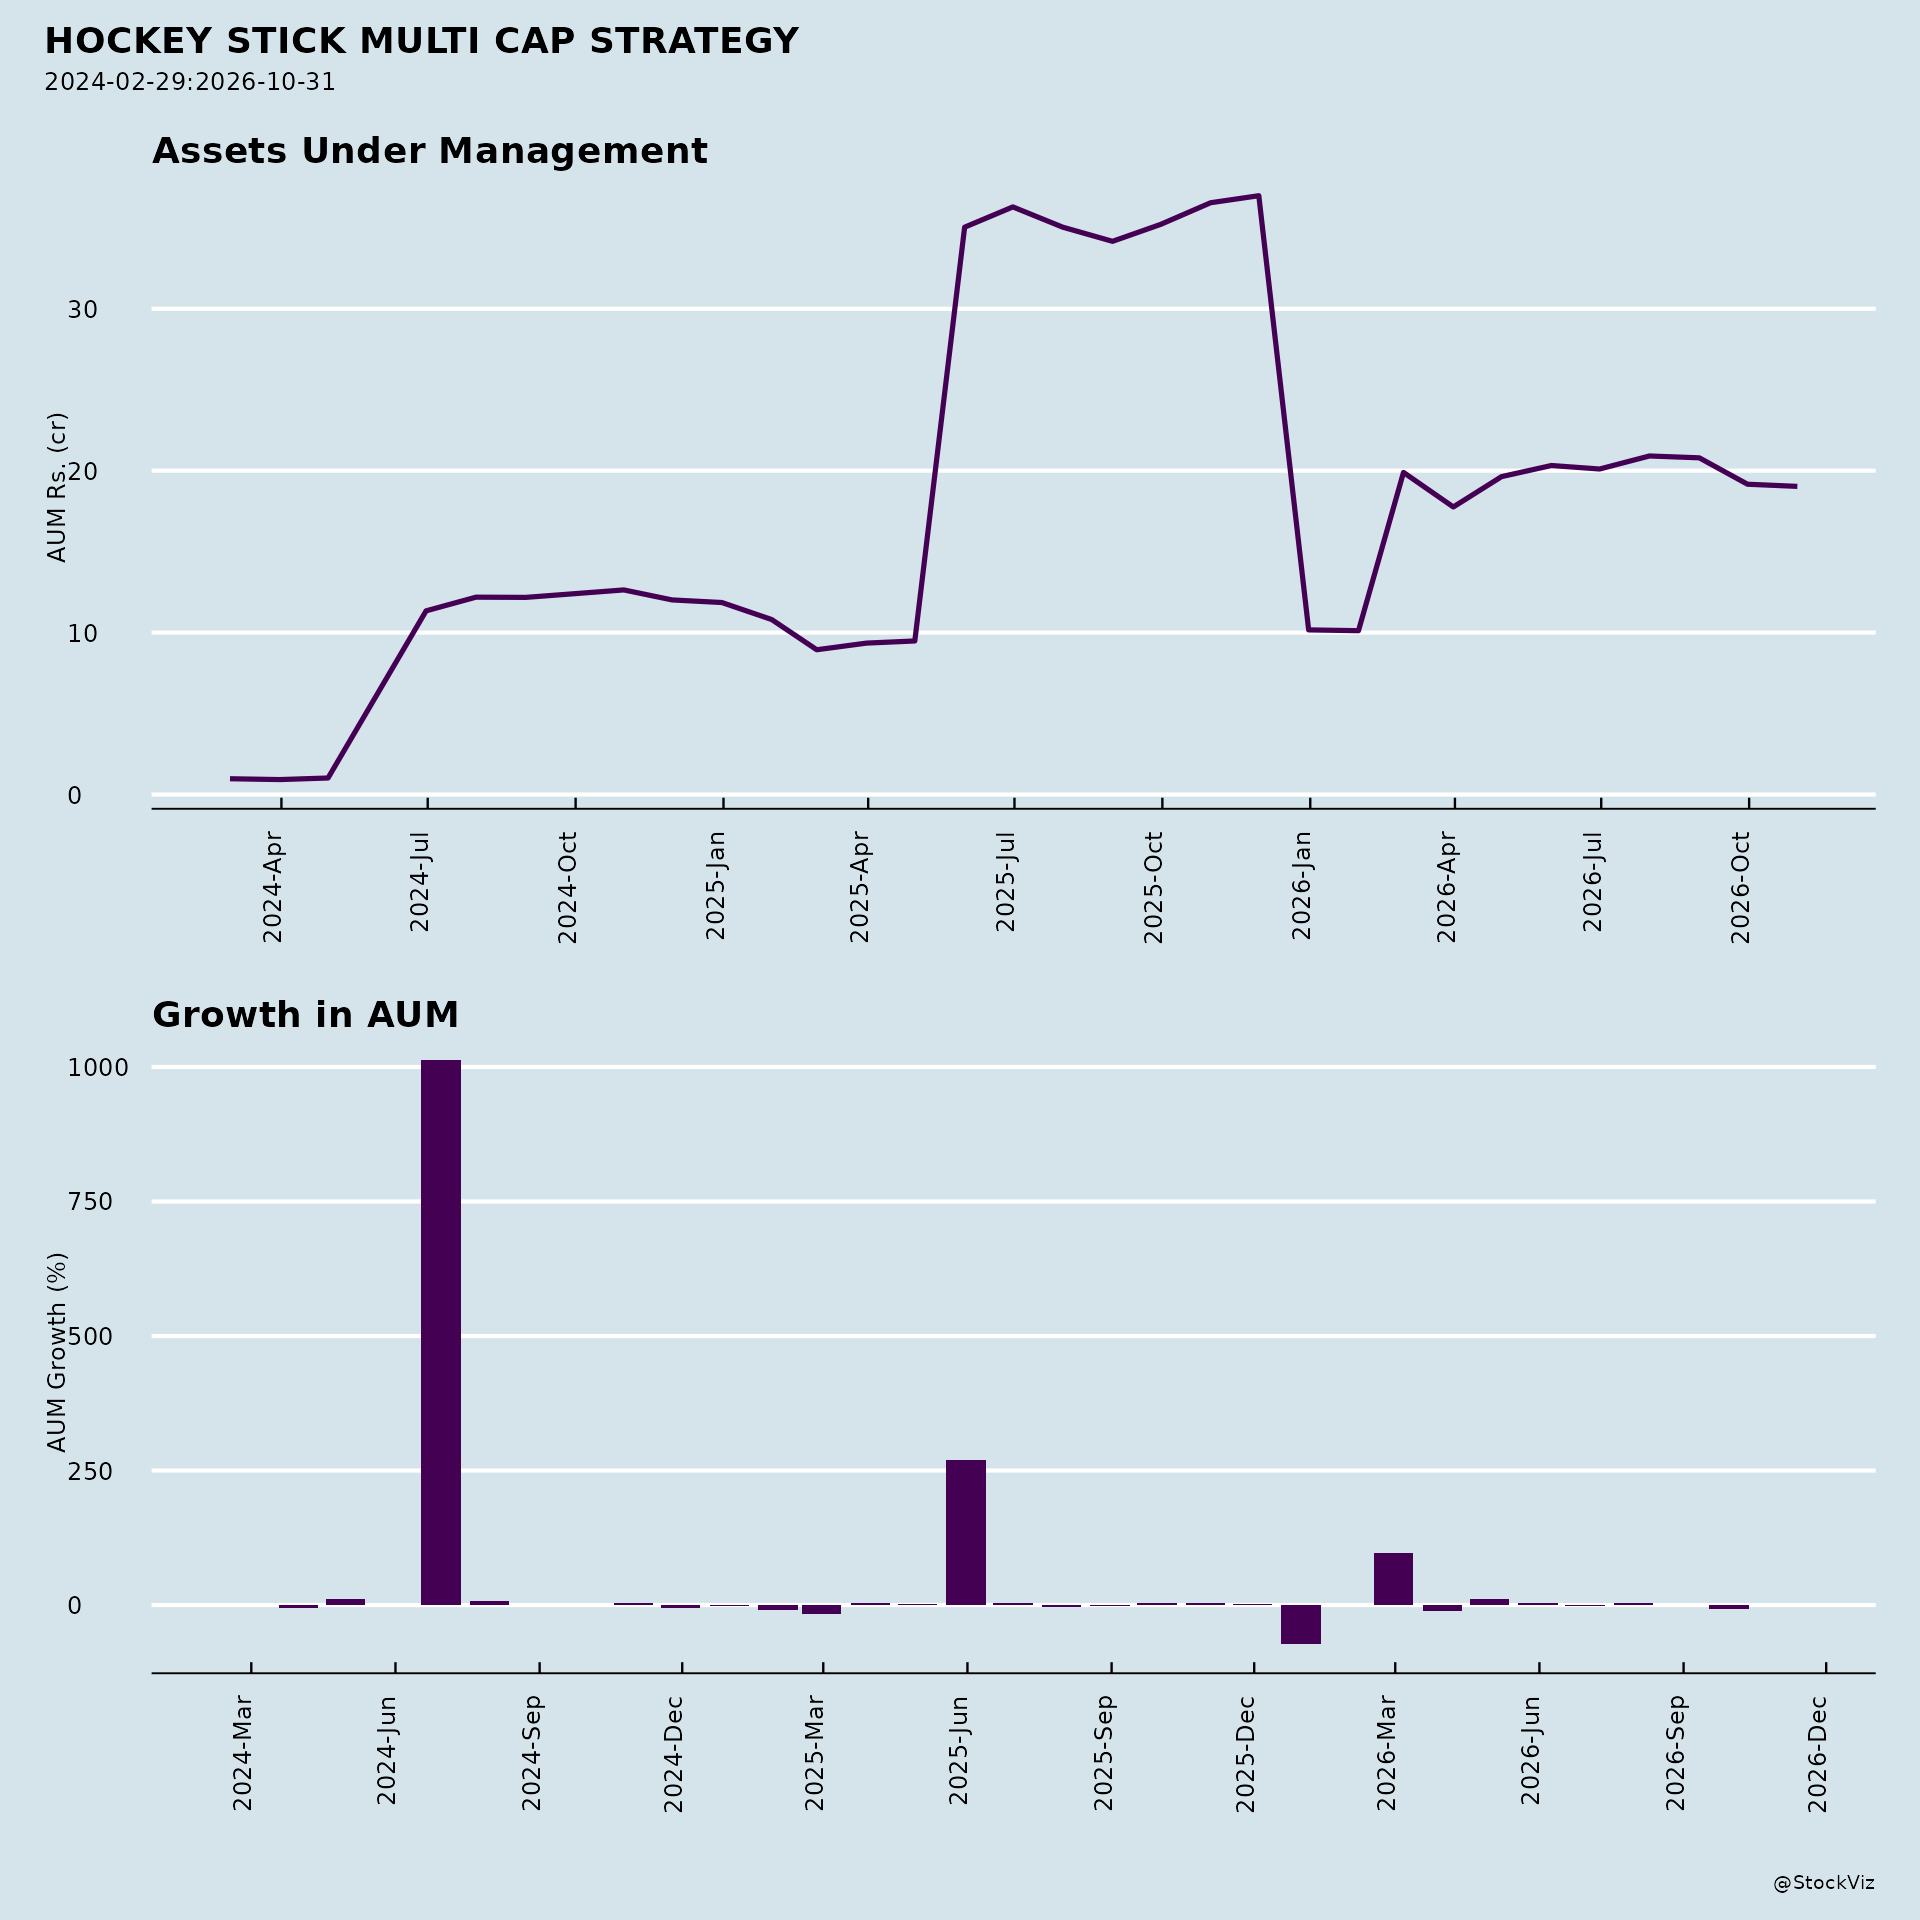 HOCKEY STICK MULTI CAP STRATEGY
2024-02-29:2026-10-31
Assets Under Management
AUM Rs. (cr)
30
20
10
0
2024-Apr
2024-Jul
2024-Oct
2025-Jan
2025-Apr
2025-Jul
2025-Oct
2026-Jan
2026-Apr
2026-Jul
2026-Oct
Growth in AUM
AUM Growth (%)
1000
750
500
250
0
2024-Mar
2024-Jun
2024-Sep
2024-Dec
2025-Mar
2025-Jun
2025-Sep
2025-Dec
2026-Mar
2026-Jun
2026-Sep
2026-Dec
@StockViz